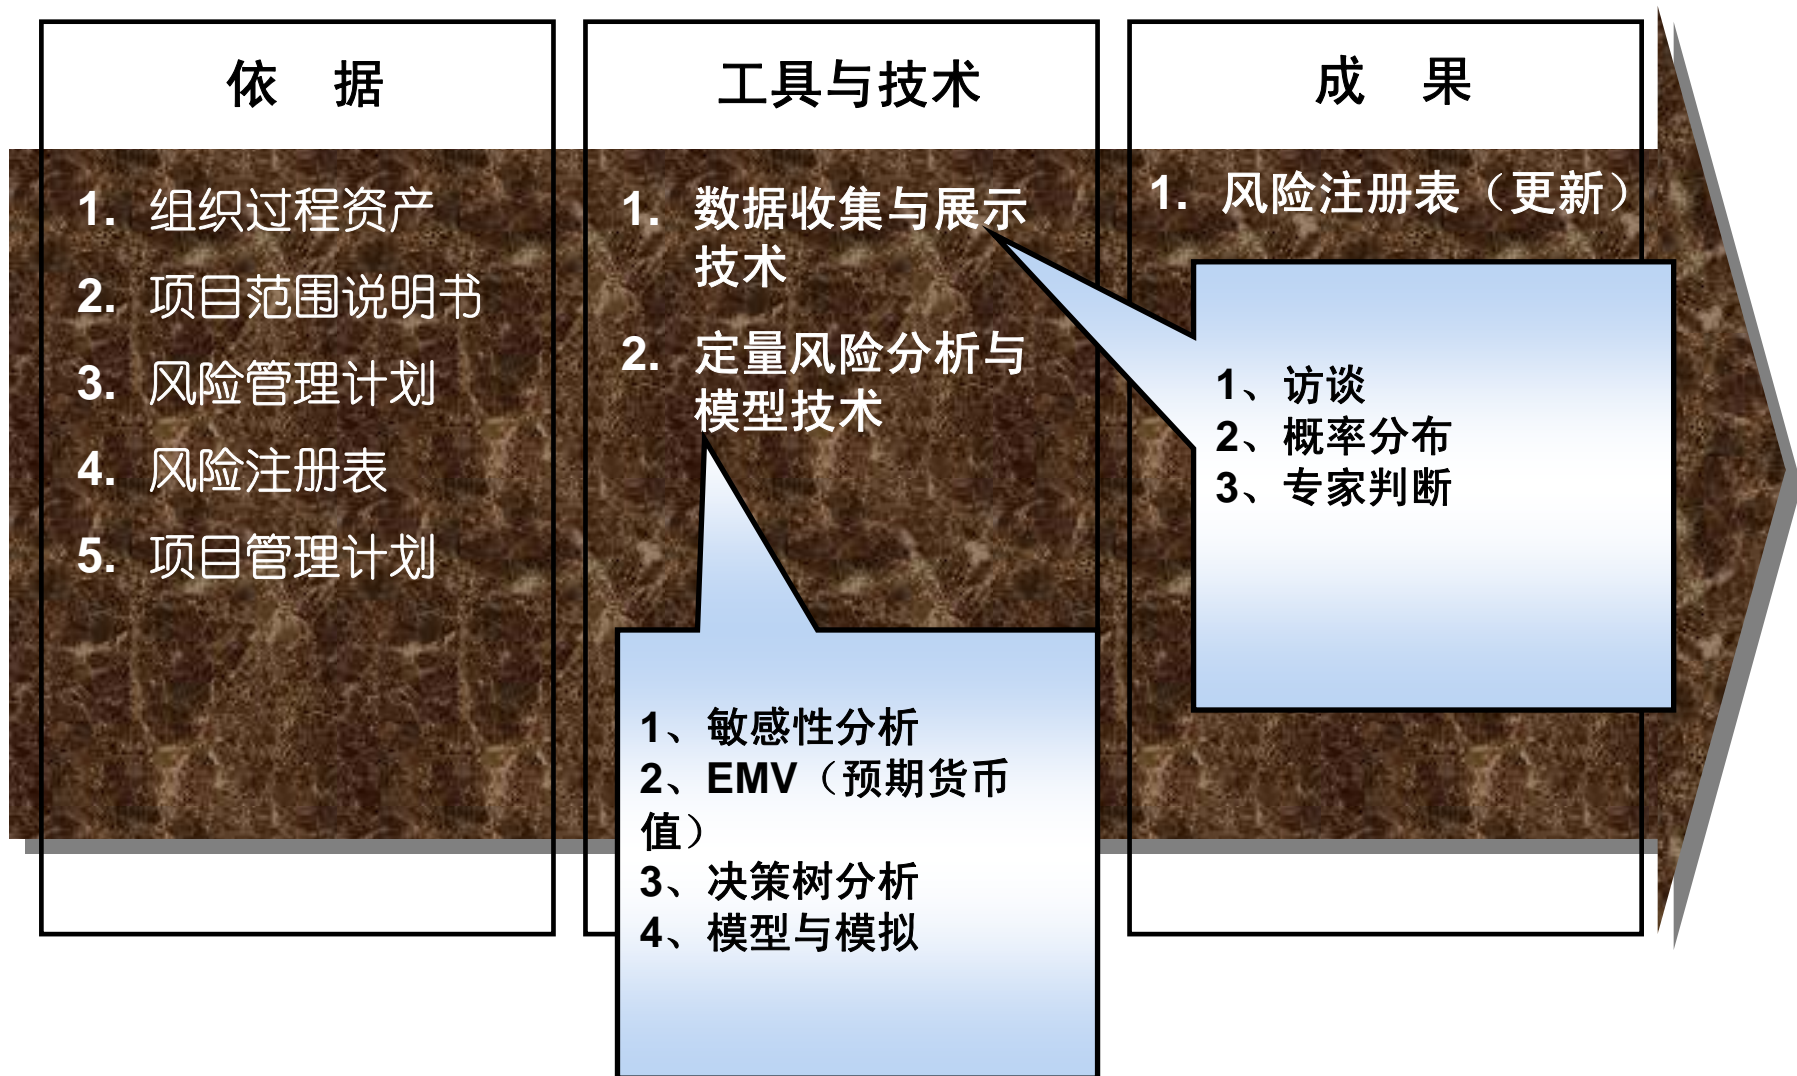 依 据
1. 组织过程资产
2. 项目范围说明书
3. 风险管理计划
4. 风险注册表
5. 项目管理计划
工具与技术
1. 数据收集与展示
技术
2. 定量风险分析与
模型技术
1、敏感性分析
2、EMV（预期货币
值）
3、决策树分析
4、模型与模拟
成 果
1. 风险注册表（更新）
1、访谈
2、概率分布
3、专家判断